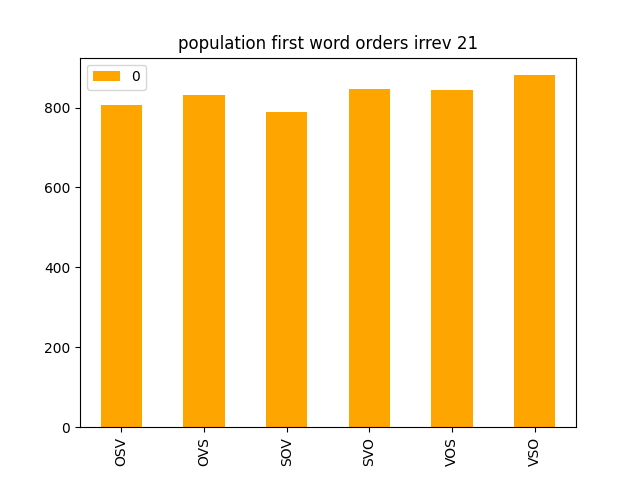 population first word orders irrev 21
0
800
600
400
200
0
OSV
OVS
SOV
SVO
VOS
VSO